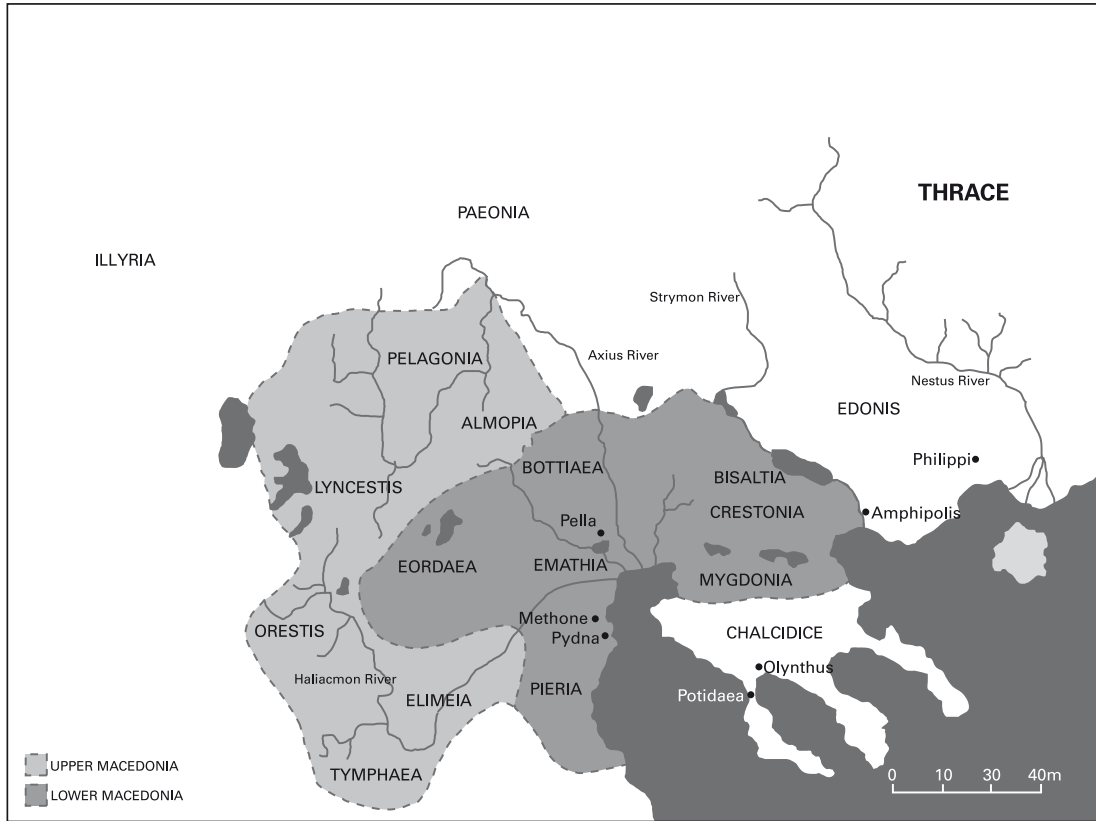 THRACE
PAEONIA
ILLYRIA
Strymon River
Axius River
PELAGONIA
Nestus River
EDONIS
ALMOPIA
Philippi
BOTTIAEA
BISALTIA
LYNCESTIS
CRESTONIA
Amphipolis
Pella
EORDAEA
EMATHIA
MYGDONIA
Methone
ORESTIS
CHALCIDICE
Pydna
Olynthus
Haliacmon River
PIERIA
Potidaea
ELIMEIA
UPPER MACEDONIA
TYMPHAEA
0 10 30 40m
LOWER MACEDONIA